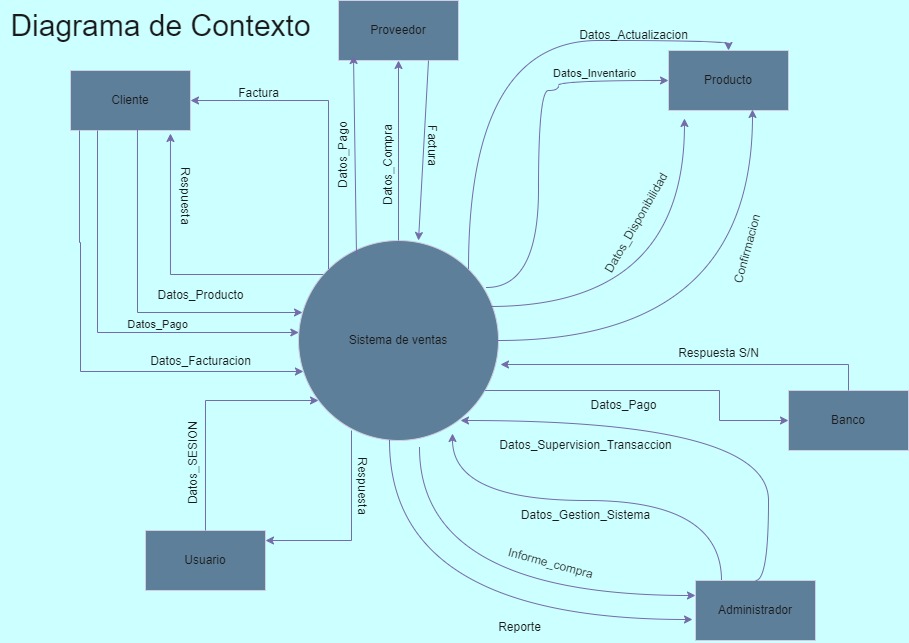 Diagrama de Contexto
Proveedor
Datos_Actualizacion
Producto
Datos_Inventario
Cliente
Factura
Datos_Pago
Datos_Compra
Factura
Respuesta
Datos_Disponibilidad
Confirmacion
Datos_Producto
Datos_Pago
Datos_Facturacion
Sistema de ventas
Respuesta S/N
Datos_Pago
Banco
Datos_SESION
Respuesta
Datos_Supervision_Transaccion
Datos_Gestion_Sistema
Usuario
Informe_compra
Administrador
Reporte